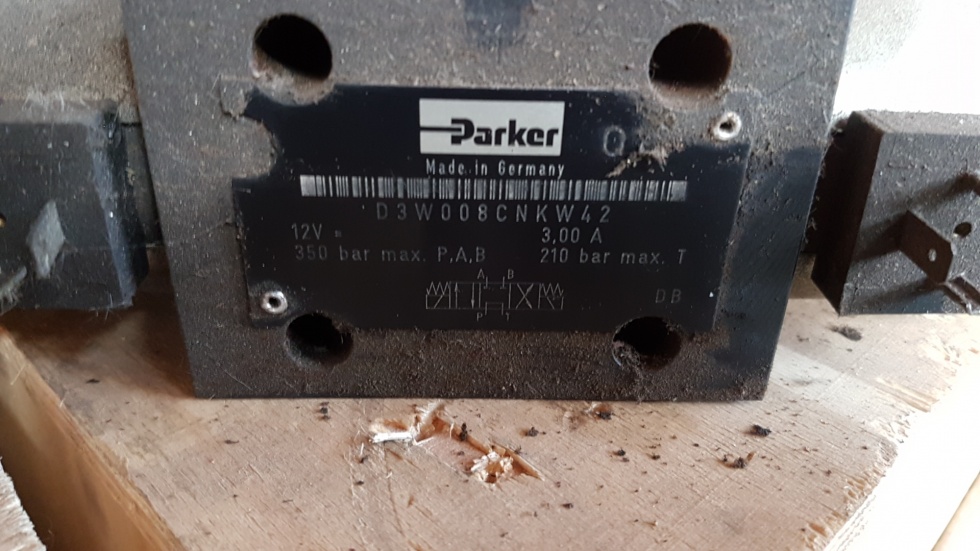 Parker
Made in Germany
D3W008CNKW42
12V = 3,00 A
350 bar max. P,A,B 210 bar max. T
A B
P T
DB